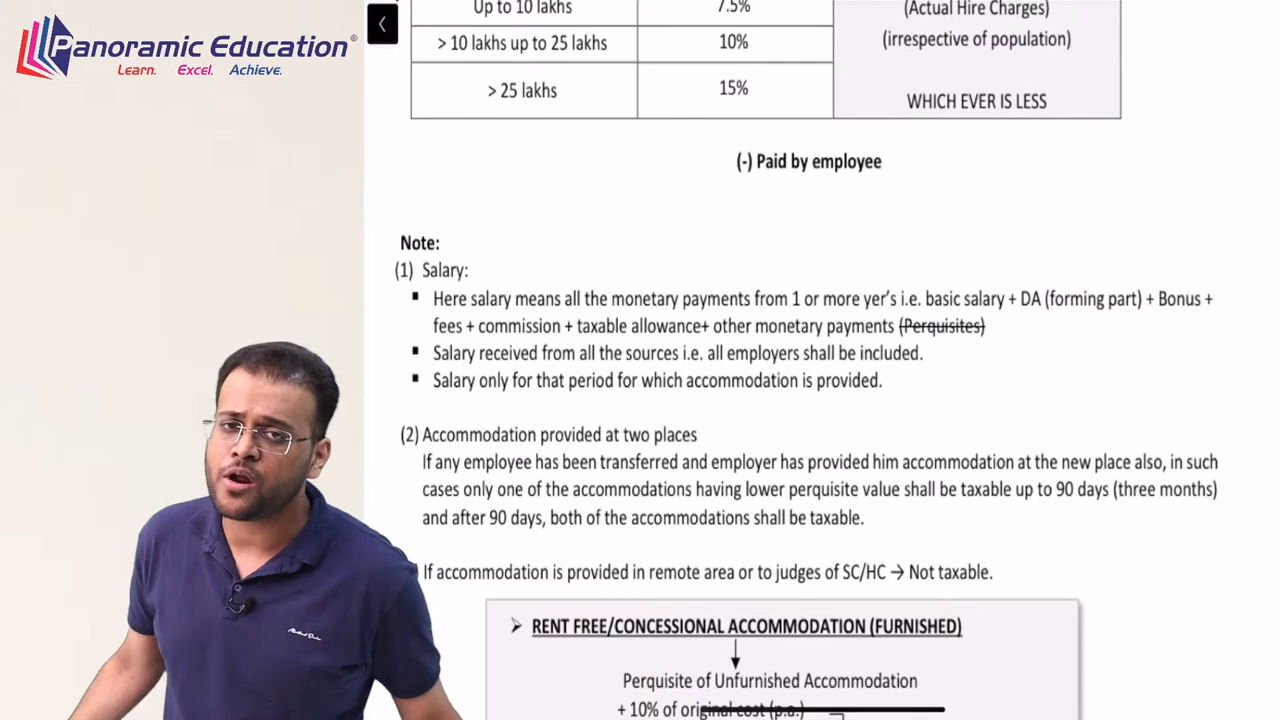 Panoramic Education®
Learn. Excel. Achieve.
Up to 10 lakhs 7.5% (Actual Hire Charges)
> 10 lakhs up to 25 lakhs 10% (irrespective of population)
> 25 lakhs 15% WHICH EVER IS LESS
(-) Paid by employee
Note:
(1) Salary:
▪ Here salary means all the monetary payments from 1 or more yer's i.e. basic salary + DA (forming part) + Bonus +
fees + commission + taxable allowance+ other monetary payments (Perquisites)
▪ Salary received from all the sources i.e. all employers shall be included.
▪ Salary only for that period for which accommodation is provided.
(2) Accommodation provided at two places
If any employee has been transferred and employer has provided him accommodation at the new place also, in such
cases only one of the accommodations having lower perquisite value shall be taxable up to 90 days (three months)
and after 90 days, both of the accommodations shall be taxable.
If accommodation is provided in remote area or to judges of SC/HC → Not taxable.
➢ RENT FREE/CONCESSIONAL ACCOMMODATION (FURNISHED)
Perquisite of Unfurnished Accommodation
+ 10% of original cost (p.a.)